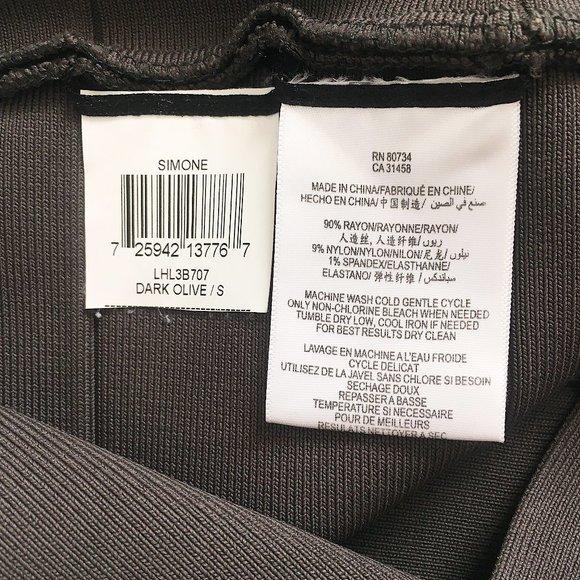 SIMONE
7 25942 13776 7
LHL3B707
DARK OLIVE / S
RN 80734
CA 31458
MADE IN CHINA/FABRIQUÉ EN CHINE/
HECHO EN CHINA/中国制造/ صنع في الصين
90% RAYON/RAYONNE/RAYON/
人造丝, 人造纤维/ريون/
9% NYLON/NYLON/NILON/尼龙/نيلون/
1% SPANDEX/ELASTHANNE/
ELASTANO/ 弹性纤维/سباندكس
MACHINE WASH COLD GENTLE CYCLE
ONLY NON-CHLORINE BLEACH WHEN NEEDED
TUMBLE DRY LOW, COOL IRON IF NEEDED
FOR BEST RESULTS DRY CLEAN
LAVAGE EN MACHINE A L'EAU FROIDE
CYCLE DELICAT
UTILISEZ DE LA JAVEL SANS CHLORE SI BESOIN
SECHAGE DOUX
REPASSER A BASSE
TEMPERATURE SI NECESSAIRE
POUR DE MEILLEURS
RESULATS NETTOYER A SEC